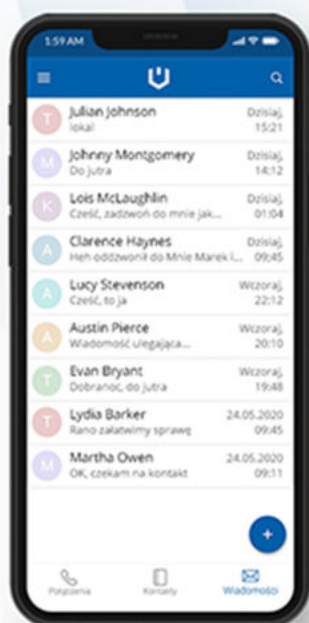 1:59 AM
T
Julian Johnson
Dzisiaj,
lokal
15:21
M
Johnny Montgomery
Dzisiaj,
Do jutra
14:12
K
Lois McLaughlin
Dzisiaj,
Cześć, zadzwoń do mnie jak...
01:04
A
Clarence Haynes
Dzisiaj,
Heh oddzwonił do Mnie Marek i...
09:45
A
Lucy Stevenson
Wczoraj,
Cześć, to ja
22:12
A
Austin Pierce
Wczoraj,
Wiadomość ulegająca...
20:10
T
Evan Bryant
Wczoraj,
Dobranoc, do jutra
19:48
T
Lydia Barker
24.05.2020
Rano załatwimy sprawę
09:45
M
Martha Owen
24.05.2020
OK, czekam na kontakt
09:11
+
Połączenia
Kontakty
Wiadomości